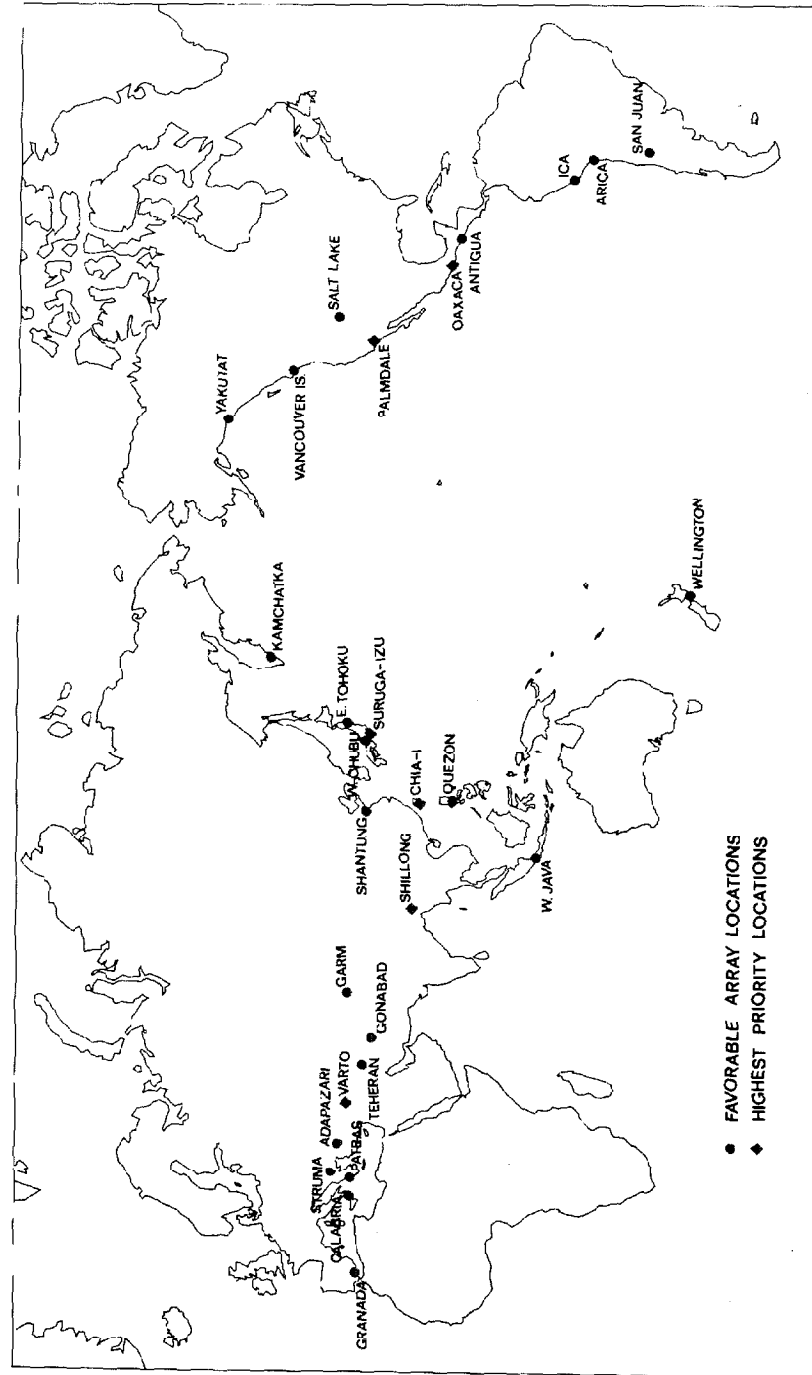 GRANADA
CALABRIA
STRUMA
PATRAS
ADAPAZARI
VARTO
TEHERAN
GONABAD
GARM
SHILLONG
SHANTUNG
W. CHUBU
E. TOHOKU
SURUGA-IZU
CHIA-I
QUEZON
W. JAVA
KAMCHATKA
WELLINGTON
YAKUTAT
VANCOUVER IS.
SALT LAKE
PALMDALE
OAXACA
ANTIGUA
ICA
ARICA
SAN JUAN
● FAVORABLE ARRAY LOCATIONS
◆ HIGHEST PRIORITY LOCATIONS